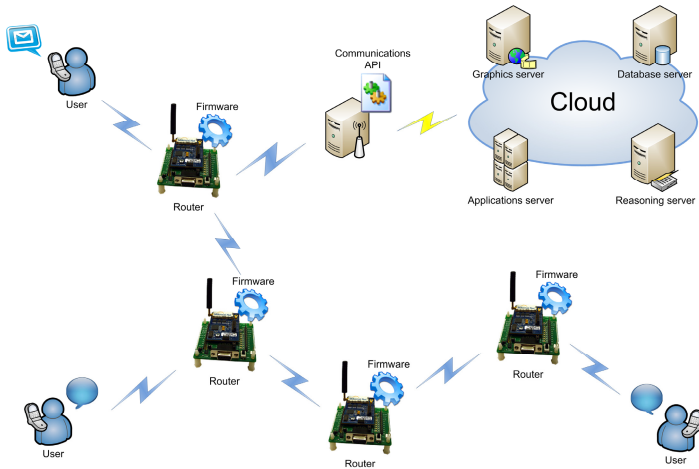 Communications
API
Graphics server
Database server
User
Firmware
Cloud
Router
Applications server
Reasoning server
Firmware
Firmware
Router
Firmware
Router
User
Router
User